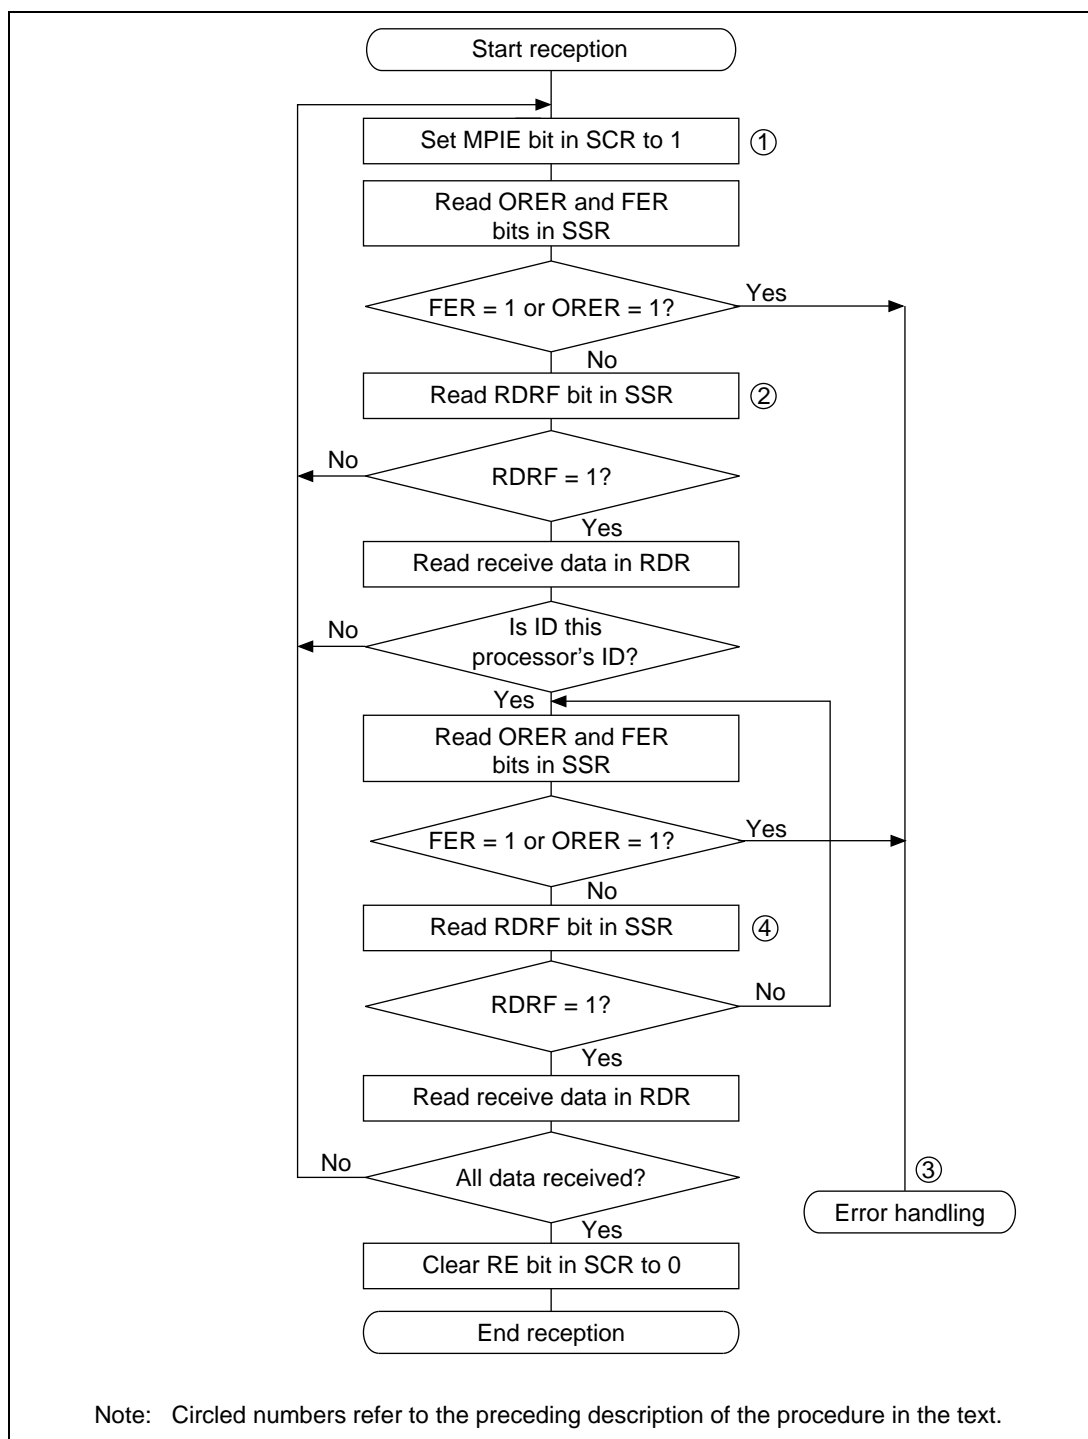 Start reception
Set MPIE bit in SCR to 1 ①
Read ORER and FER
bits in SSR
FER = 1 or ORER = 1?
Yes
No
Read RDRF bit in SSR ②
No
RDRF = 1?
Yes
Read receive data in RDR
No
Is ID this
processor's ID?
Yes
Read ORER and FER
bits in SSR
FER = 1 or ORER = 1?
Yes
No
Read RDRF bit in SSR ④
RDRF = 1?
No
Yes
Read receive data in RDR
No
All data received?
③
Error handling
Yes
Clear RE bit in SCR to 0
End reception
Note: Circled numbers refer to the preceding description of the procedure in the text.